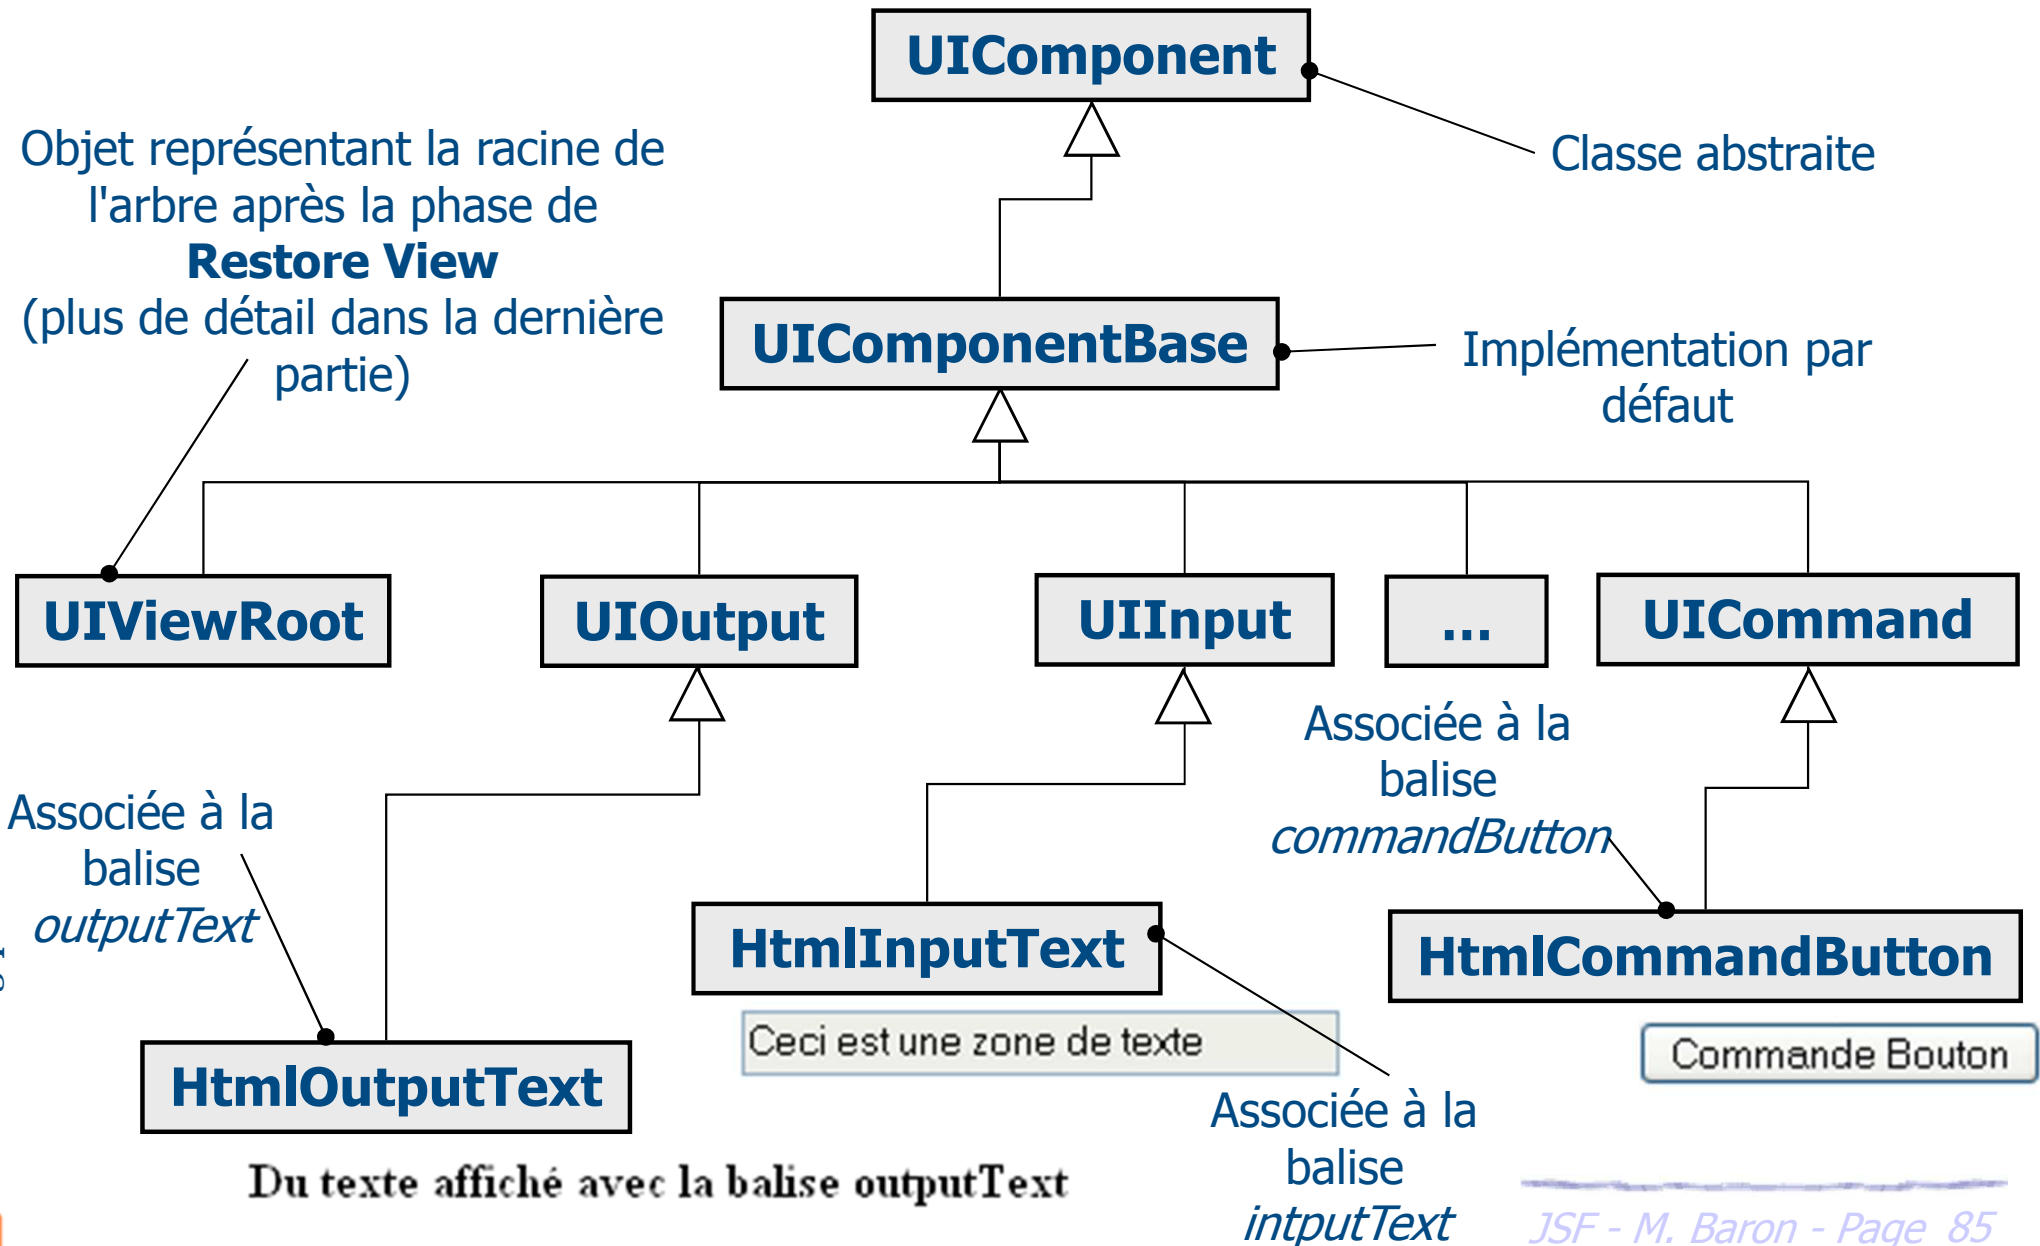 UIComponent
Classe abstraite
Objet représentant la racine de
l'arbre après la phase de
Restore View
(plus de détail dans la dernière
partie)
UIComponentBase
Implémentation par
défaut
UIViewRoot
UIOutput
UIInput
...
UICommand
Associée à la
balise
commandButton
Associée à la
balise
outputText
HtmlInputText
HtmlCommandButton
Ceci est une zone de texte
Commande Bouton
HtmlOutputText
Associée à la
balise
intputText
Du texte affiché avec la balise outputText
JSF - M. Baron - Page 85